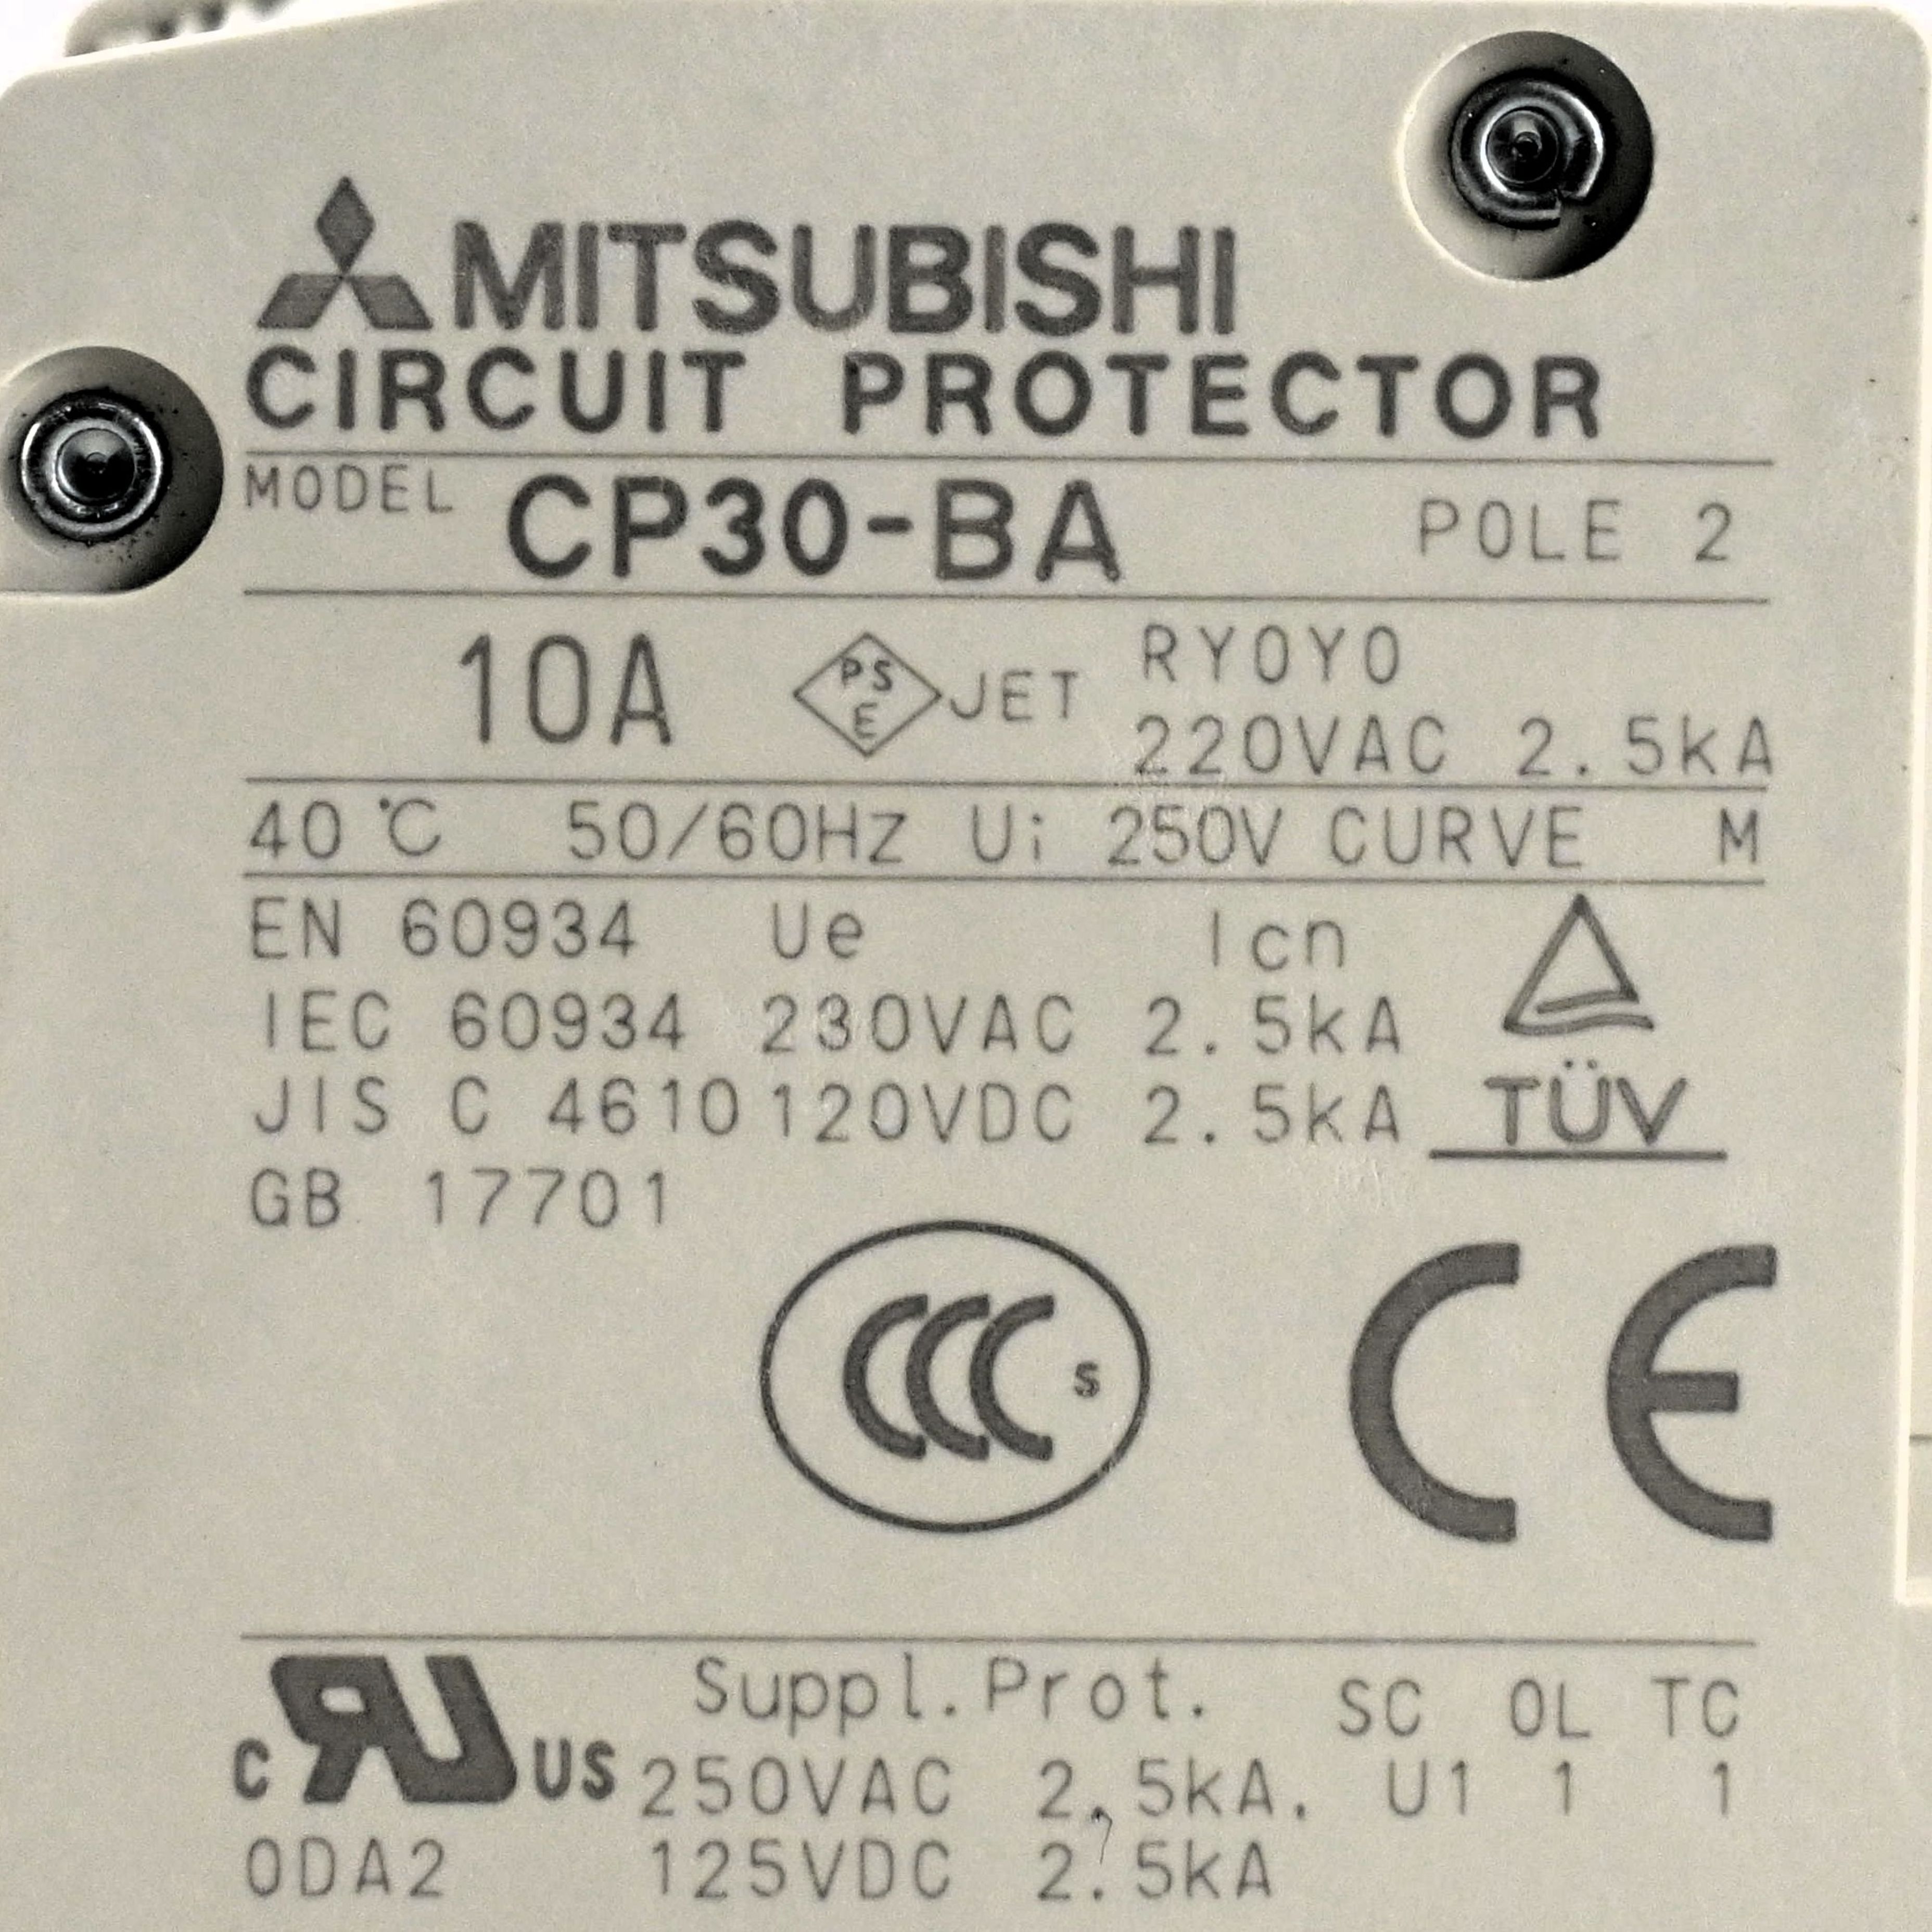 MITSUBISHI
CIRCUIT PROTECTOR
MODEL CP30-BA POLE 2
10A PS E JET RYOYO
220VAC 2.5kA
40℃ 50/60Hz Ui 250V CURVE M
EN 60934 Ue Icn
IEC 60934 230VAC 2.5kA
JIS C 4610 120VDC 2.5kA TÜV
GB 17701
CCC S CE
Suppl.Prot. SC OL TC
c RU US 250VAC 2.5kA. U1 1 1
ODA2 125VDC 2.5kA